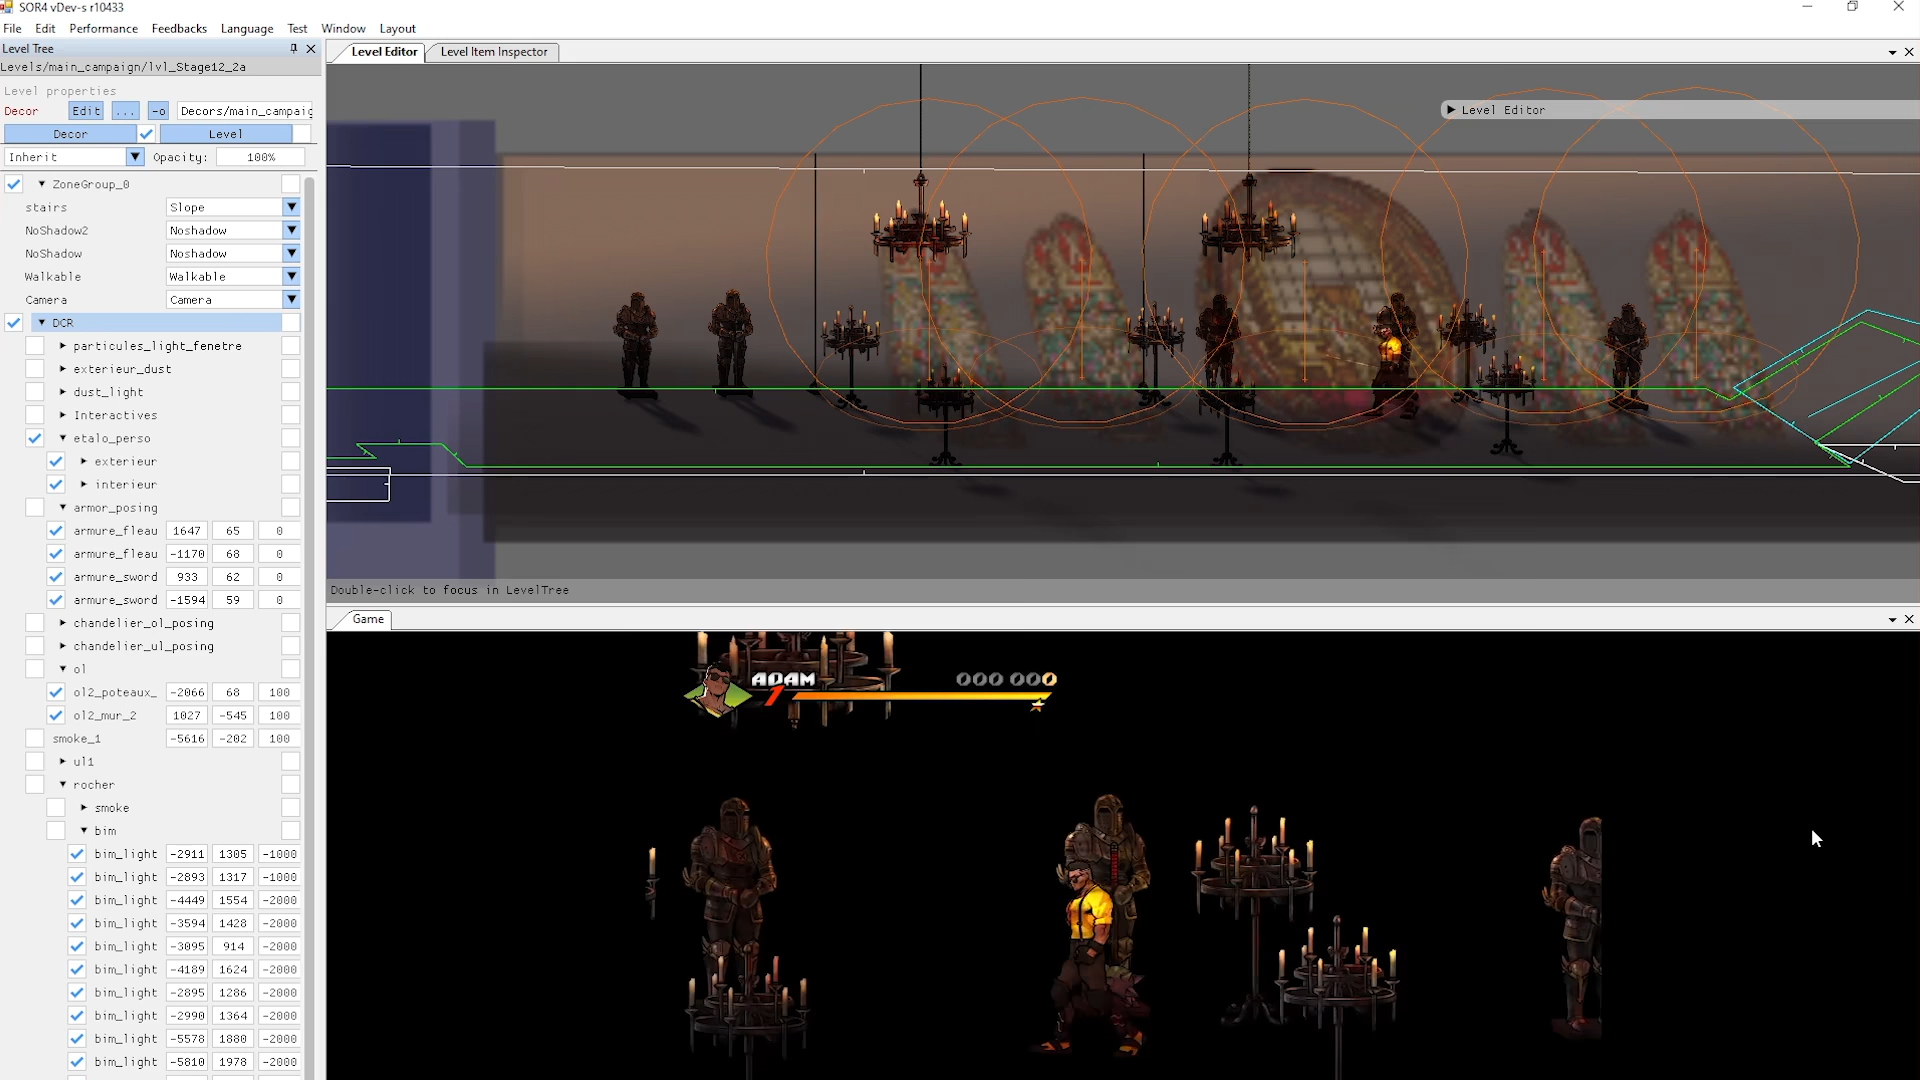 SOR4 vDev-s r10433
File Edit Performance Feedbacks Language Test Window Layout
Level Tree
Levels/main_campaign/lvl_Stage12_2a
Level properties
Decor Edit ... -o Decors/main_campaig
Decor Level
Inherit Opacity: 100%
ZoneGroup_0
stairs Slope
NoShadow2 Noshadow
NoShadow Noshadow
Walkable Walkable
Camera Camera
DCR
particules_light_fenetre
exterieur_dust
dust_light
Interactives
etalo_perso
exterieur
interieur
armor_posing
armure_fleau 1647 65 0
armure_fleau -1170 68 0
armure_sword 933 62 0
armure_sword -1594 59 0
chandelier_ol_posing
chandelier_ul_posing
ol
ol2_poteaux_ -2066 68 100
ol2_mur_2 1027 -545 100
smoke_1 -5616 -202 100
ul1
rocher
smoke
bim
bim_light -2911 1305 -1000
bim_light -2893 1317 -1000
bim_light -4449 1554 -2000
bim_light -3594 1428 -2000
bim_light -3095 914 -2000
bim_light -4189 1624 -2000
bim_light -2895 1286 -2000
bim_light -2990 1364 -2000
bim_light -5578 1880 -2000
bim_light -5810 1978 -2000
Level Editor Level Item Inspector
Level Editor
Double-click to focus in LevelTree
Game
ADAM 000 000
1